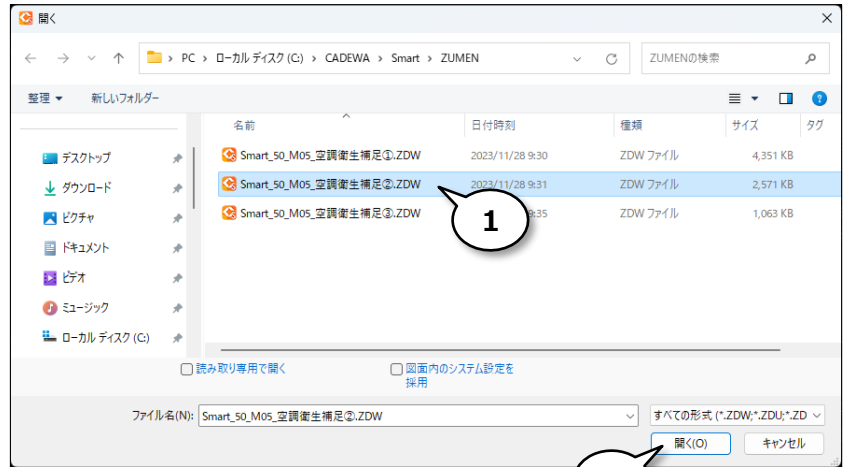 開く
PC > ローカル ディスク (C:) > CADEWA > Smart > ZUMEN
ZUMENの検索
整理 新しいフォルダー
名前 日付時刻 種類 サイズ タグ
デスクトップ
ダウンロード
ピクチャ
ドキュメント
ビデオ
ミュージック
ローカル ディスク (C:)
Smart_50_M05_空調衛生補足①.ZDW 2023/11/28 9:30 ZDW ファイル 4,351 KB
Smart_50_M05_空調衛生補足②.ZDW 2023/11/28 9:31 ZDW ファイル 2,571 KB
Smart_50_M05_空調衛生補足③.ZDW :35 ZDW ファイル 1,063 KB
1
読み取り専用で開く
図面内のシステム設定を
採用
ファイル名(N): Smart_50_M05_空調衛生補足②.ZDW
すべての形式 (*.ZDW;*.ZDU;*.ZD
開く(O) キャンセル